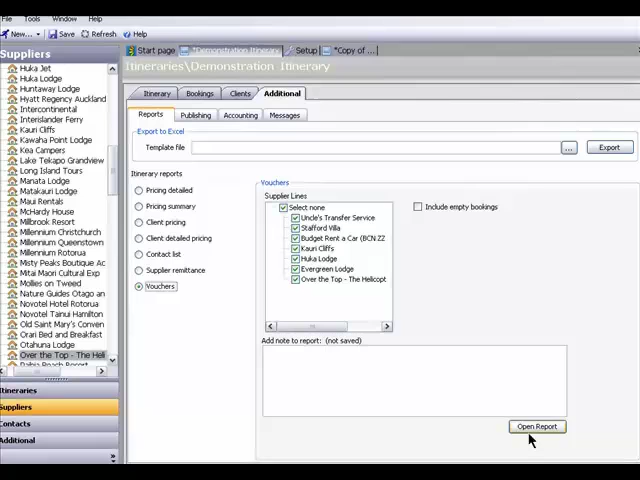 File Tools Window Help
New... Save Refresh Help
Suppliers
Start page *Demonstration Itinerary Setup *Copy of ...
Itineraries\Demonstration Itinerary
Huka Jet
Huka Lodge
Huntaway Lodge
Hyatt Regency Auckland
Intercontinental
Interislander Ferry
Kauri Cliffs
Kawaha Point Lodge
Kea Campers
Lake Tekapo Grandview
Long Island Tours
Manata Lodge
Matakauri Lodge
Maui Rentals
McHardy House
Millbrook Resort
Millennium Christchurch
Millennium Queenstown
Millennium Rotorua
Misty Peaks Boutique Ac
Mitai Maori Cultural Exp
Mollies on Tweed
Nature Guides Otago an
Novotel Hotel Rotorua
Novotel Tainui Hamilton
Old Saint Mary's Conven
Orari Bed and Breakfast
Otahuna Lodge
Over the Top - The Heli
Itineraries
Suppliers
Contacts
Additional
Itinerary Bookings Clients Additional
Reports Publishing Accounting Messages
Export to Excel
Template file ... Export
Itinerary reports
Pricing detailed
Pricing summary
Client pricing
Client detailed pricing
Contact list
Supplier remittance
Vouchers
Vouchers
Supplier Lines
Select none
Uncle's Transfer Service
Stafford Villa
Budget Rent a Car (BCN ZZ
Kauri Cliffs
Huka Lodge
Evergreen Lodge
Over the Top - The Helicopt
Include empty bookings
Add note to report: (not saved)
Open Report